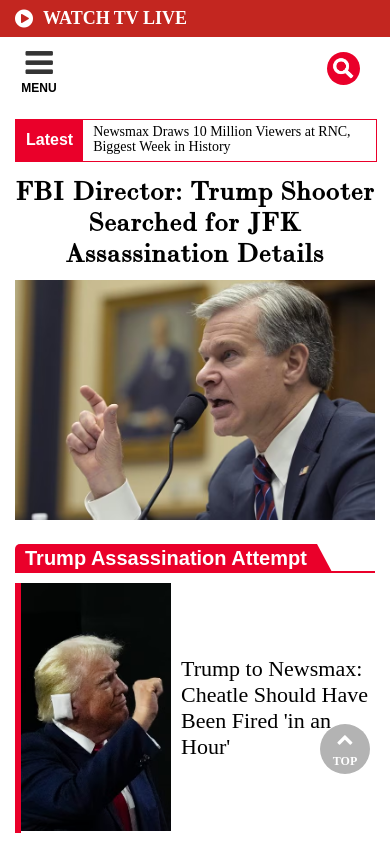 WATCH TV LIVE
MENU
Latest
Newsmax Draws 10 Million Viewers at RNC,
Biggest Week in History
FBI Director: Trump Shooter
Searched for JFK
Assassination Details
Trump Assassination Attempt
Trump to Newsmax:
Cheatle Should Have
Been Fired 'in an
Hour'
TOP